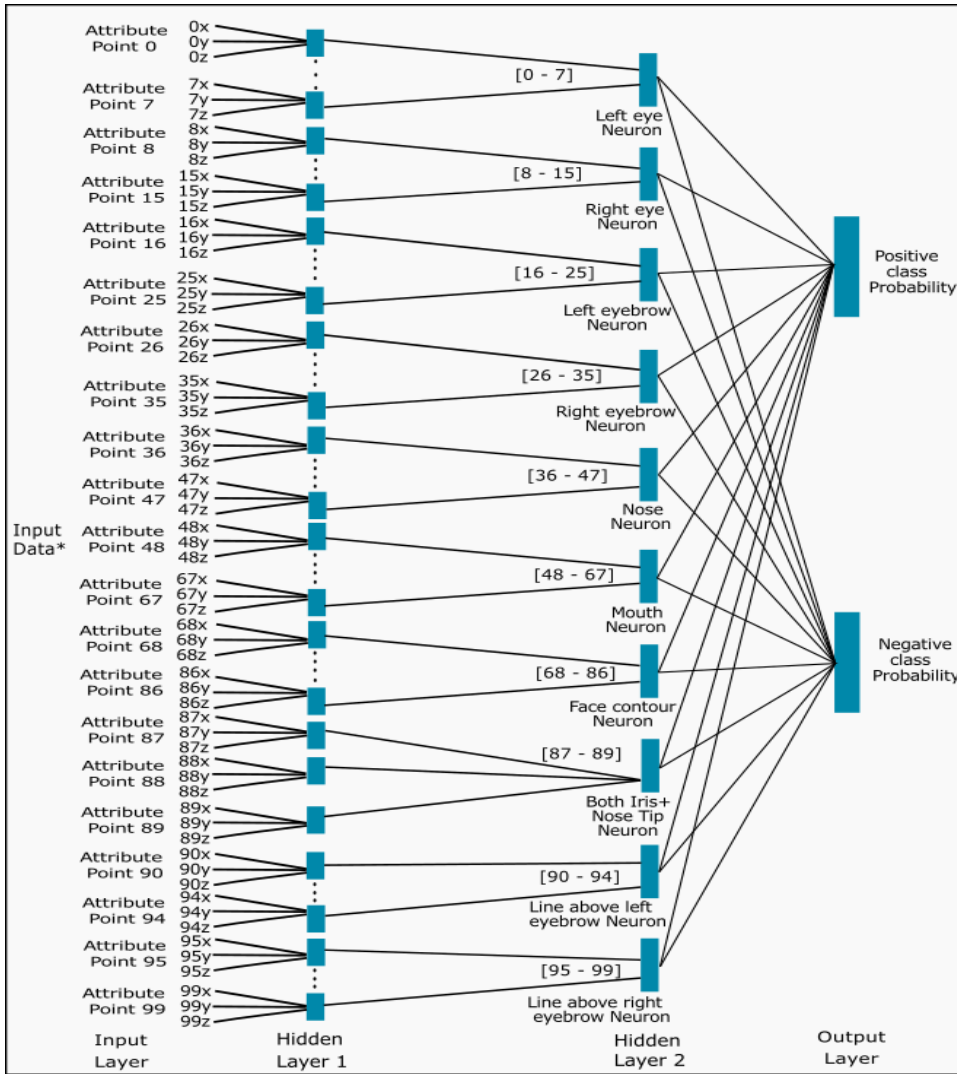 Attribute
Point 0
0x
0y
0z
Attribute
Point 7
7x
7y
7z
Attribute
Point 8
8x
8y
8z
Attribute
Point 15
15x
15y
15z
Attribute
Point 16
16x
16y
16z
Attribute
Point 25
25x
25y
25z
Attribute
Point 26
26x
26y
26z
Attribute
Point 35
35x
35y
35z
Attribute
Point 36
36x
36y
36z
Attribute
Point 47
47x
47y
47z
Input
Data*
Attribute
Point 48
48x
48y
48z
Attribute
Point 67
67x
67y
67z
Attribute
Point 68
68x
68y
68z
Attribute
Point 86
86x
86y
86z
Attribute
Point 87
87x
87y
87z
Attribute
Point 88
88x
88y
88z
Attribute
Point 89
89x
89y
89z
Attribute
Point 90
90x
90y
90z
Attribute
Point 94
94x
94y
94z
Attribute
Point 95
95x
95y
95z
Attribute
Point 99
99x
99y
99z
[0 - 7]
Left eye
Neuron
[8 - 15]
Right eye
Neuron
[16 - 25]
Left eyebrow
Neuron
[26 - 35]
Right eyebrow
Neuron
[36 - 47]
Nose
Neuron
[48 - 67]
Mouth
Neuron
[68 - 86]
Face contour
Neuron
[87 - 89]
Both Iris+
Nose Tip
Neuron
[90 - 94]
Line above left
eyebrow Neuron
[95 - 99]
Line above right
eyebrow Neuron
Positive
class
Probability
Negative
class
Probability
Input
Layer
Hidden
Layer 1
Hidden
Layer 2
Output
Layer